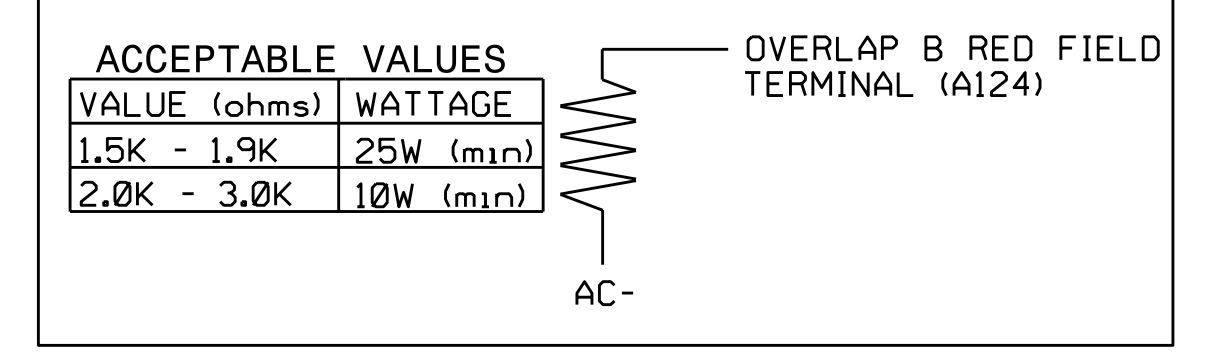 ACCEPTABLE VALUES
VALUE (ohms) WATTAGE
1.5K - 1.9K 25W (min)
2.0K - 3.0K 10W (min)
OVERLAP B RED FIELD
TERMINAL (A124)
AC-